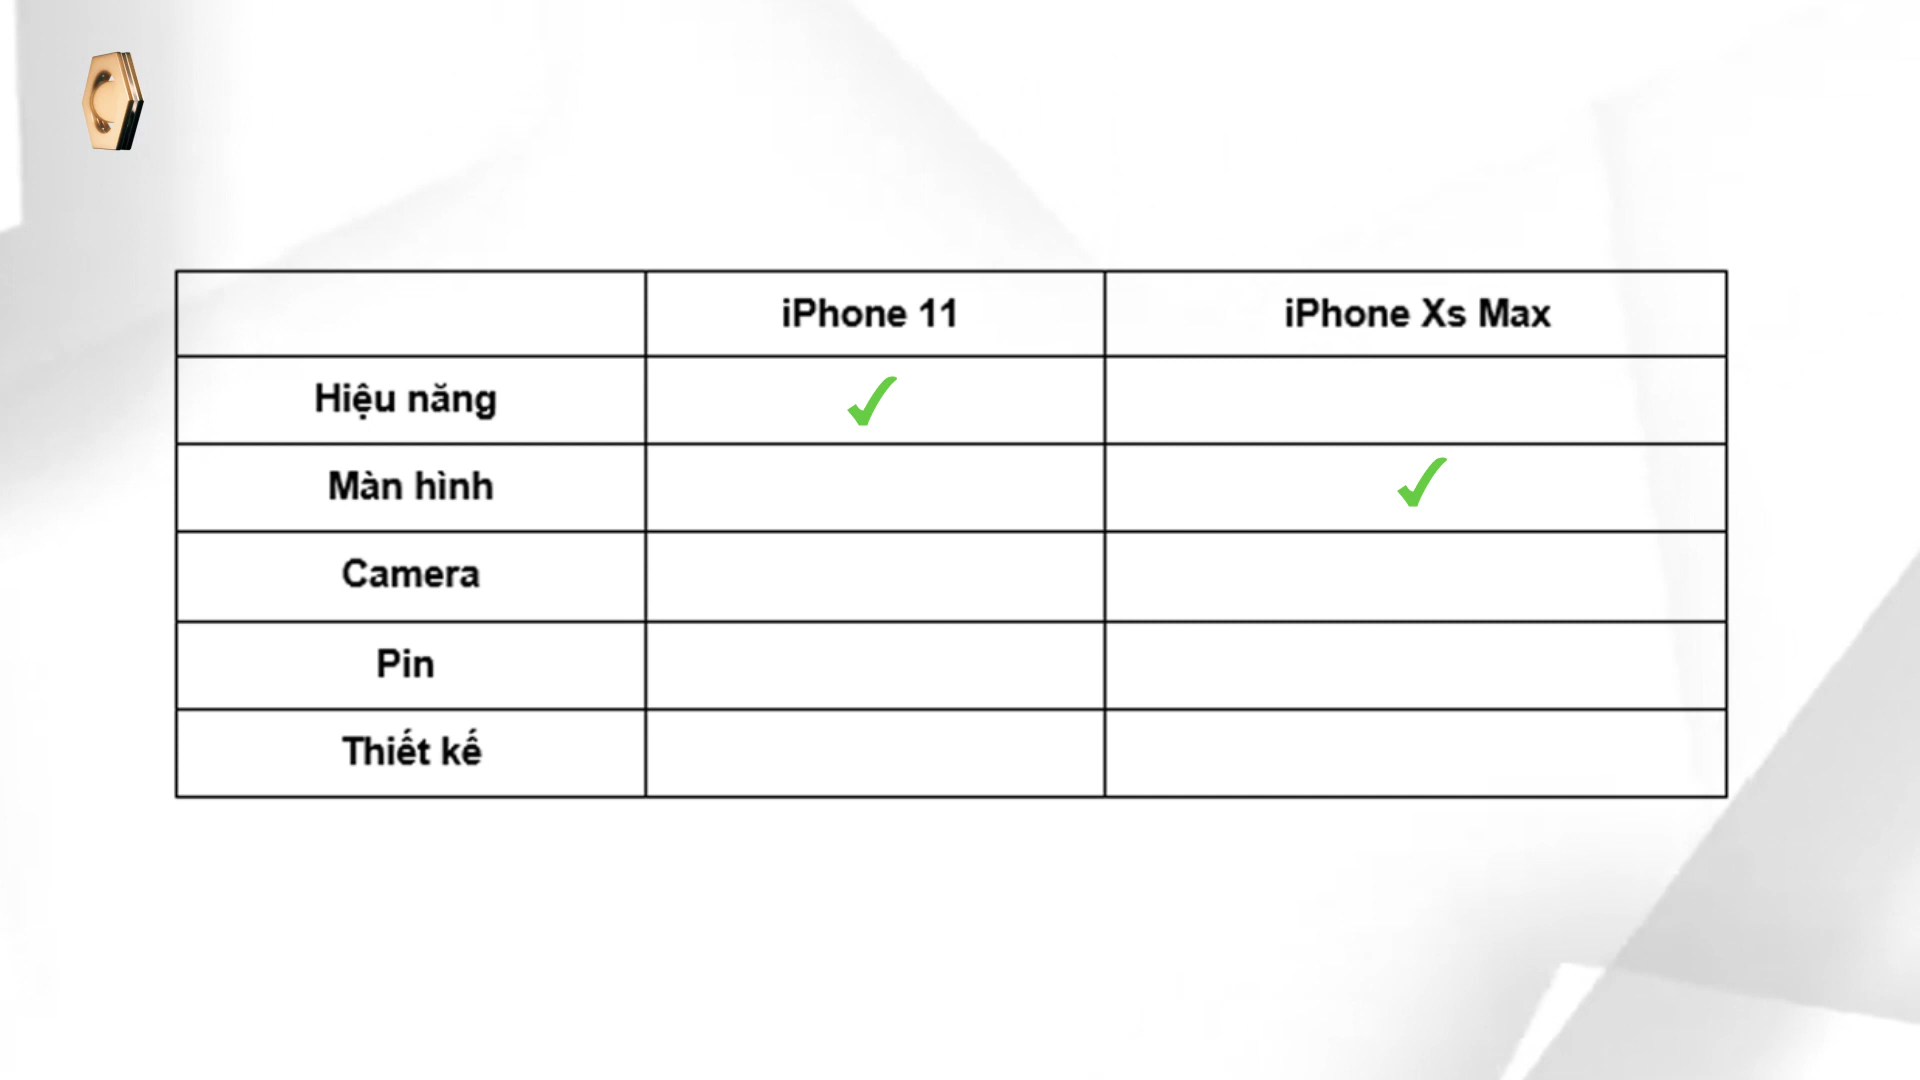 iPhone 11 iPhone Xs Max
Hiệu năng ✓
Màn hình ✓
Camera
Pin
Thiết kế